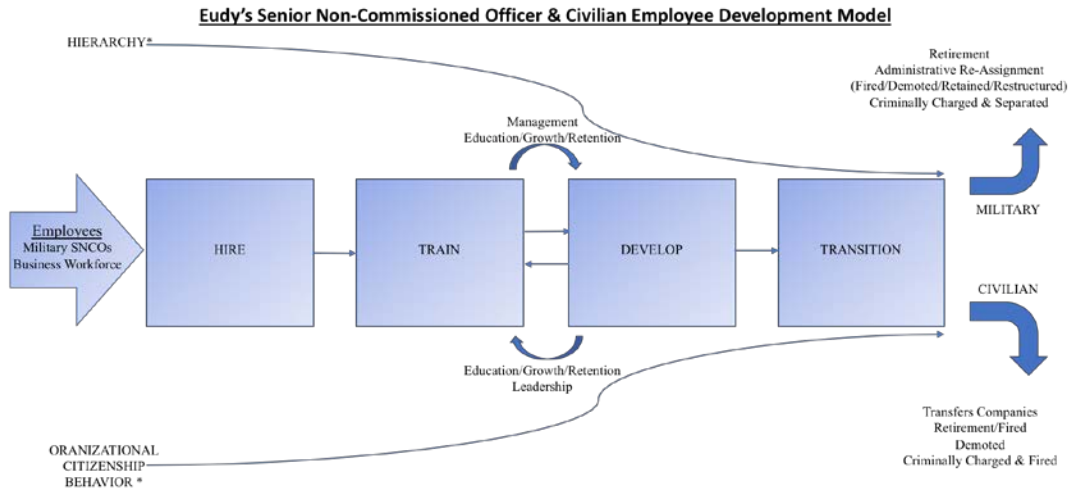 Eudy's Senior Non-Commissioned Officer & Civilian Employee Development Model
HIERARCHY*
Retirement
Administrative Re-Assignment
(Fired/Demoted/Retained/Restructured)
Criminally Charged & Separated
Management
Education/Growth/Retention
Employees
Military SNCOs
Business Workforce
HIRE
TRAIN
DEVELOP
TRANSITION
MILITARY
CIVILIAN
Education/Growth/Retention
Leadership
Transfers Companies
Retirement/Fired
Demoted
Criminally Charged & Fired
ORANIZATIONAL
CITIZENSHIP
BEHAVIOR *